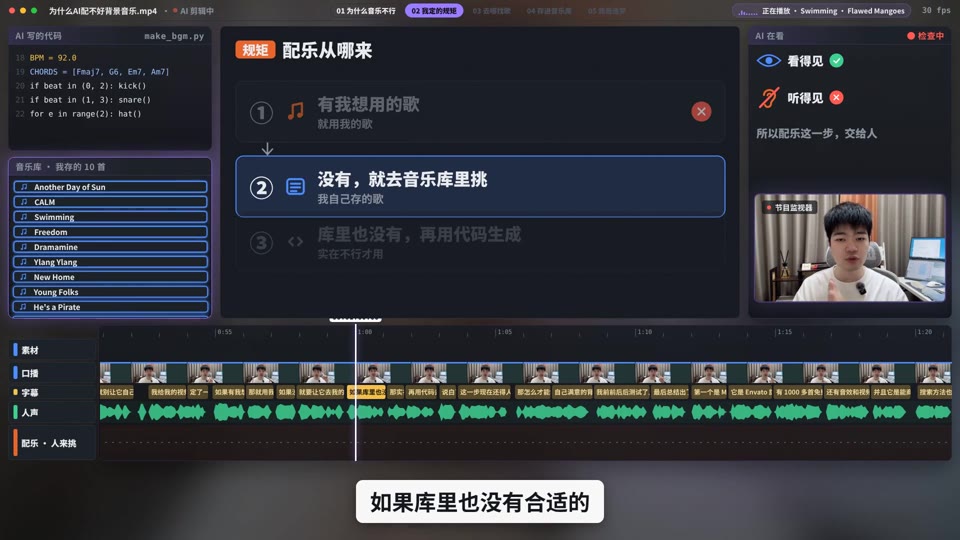 为什么AI配不好背景音乐.mp4 • AI 剪辑中
01 为什么音乐不行
02 我定的规矩
03 去哪找歌
04 存进音乐库
正在播放 • Swimming • Flawed Mangoes
30 fps
AI 写的代码
make_bgm.py
18 BPM = 92.0
19 CHORDS = [Fmaj7, G6, Em7, Am7]
20 if beat in (0, 2): kick()
21 if beat in (1, 3): snare()
22 for e in range(2): hat()
音乐库 • 我存的 10 首
Another Day of Sun
CALM
Swimming
Freedom
Dramamine
Ylang Ylang
New Home
Young Folks
He's a Pirate
规矩 配乐从哪来
1 有我想用的歌
就用我的歌
2 没有，就去音乐库里挑
我自己存的歌
3 库里也没有，再用代码生成
实在不行才用
AI 在看
检查中
看得见
听得见
所以配乐这一步，交给人
节目监视器
0:55
1:00
1:05
1:10
1:15
1:20
素材
口播
字幕
人声
配乐 • 人来挑
如果库里也没有合适的